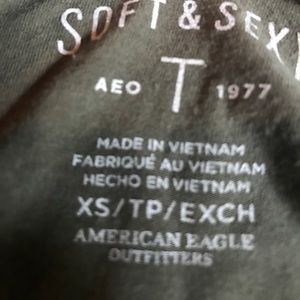 SOFT & SEXY
AEO T 1977
MADE IN VIETNAM
FABRIQUÉ AU VIETNAM
HECHO EN VIETNAM
XS/TP/EXCH
AMERICAN EAGLE
OUTFITTERS